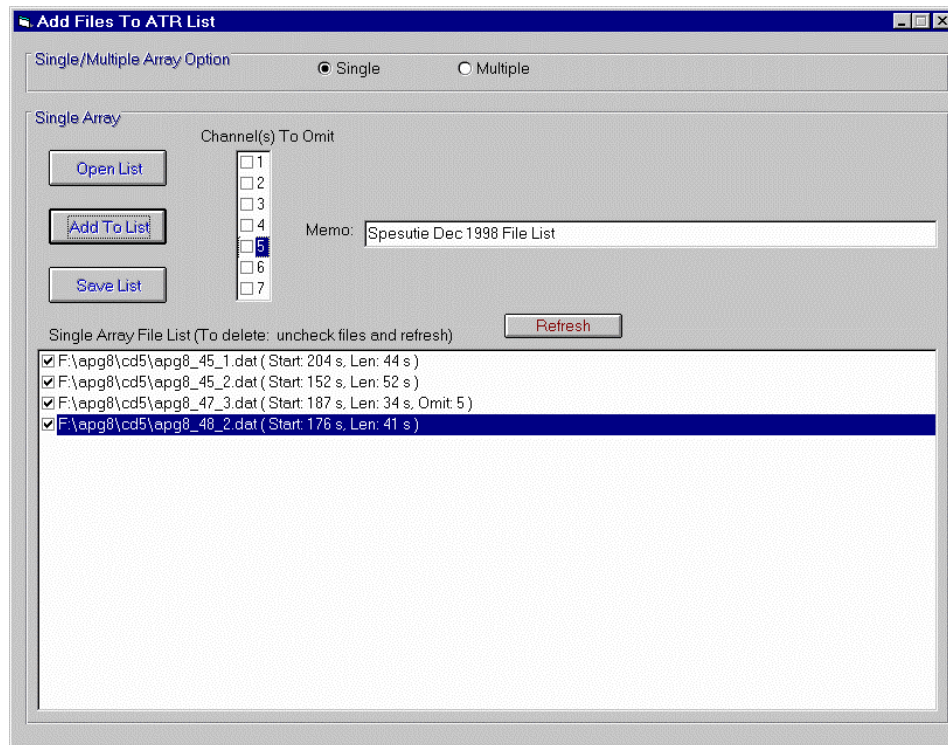 Add Files To ATR List
Single/Multiple Array Option
Single
Multiple
Single Array
Channel(s) To Omit
Open List
Add To List
Save List
1
2
3
4
5
6
7
Memo:
Spesutie Dec 1998 File List
Single Array File List (To delete: uncheck files and refresh)
Refresh
F:\apg8\cd5\apg8_45_1.dat ( Start: 204 s, Len: 44 s )
F:\apg8\cd5\apg8_45_2.dat ( Start: 152 s, Len: 52 s )
F:\apg8\cd5\apg8_47_3.dat ( Start: 187 s, Len: 34 s, Omit: 5 )
F:\apg8\cd5\apg8_48_2.dat ( Start: 176 s, Len: 41 s )